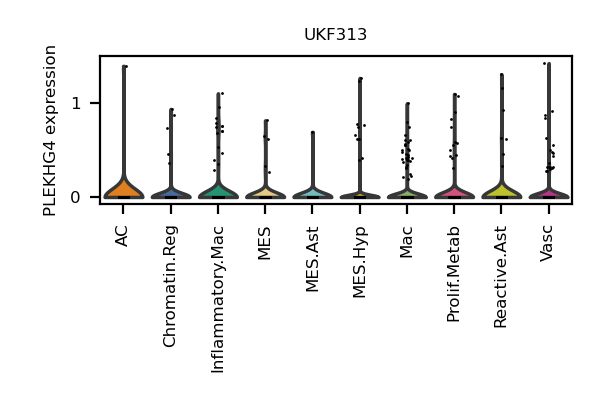 UKF313
PLEKHG4 expression
1
0
AC
Chromatin.Reg
Inflammatory.Mac
MES
MES.Ast
MES.Hyp
Mac
Prolif.Metab
Reactive.Ast
Vasc